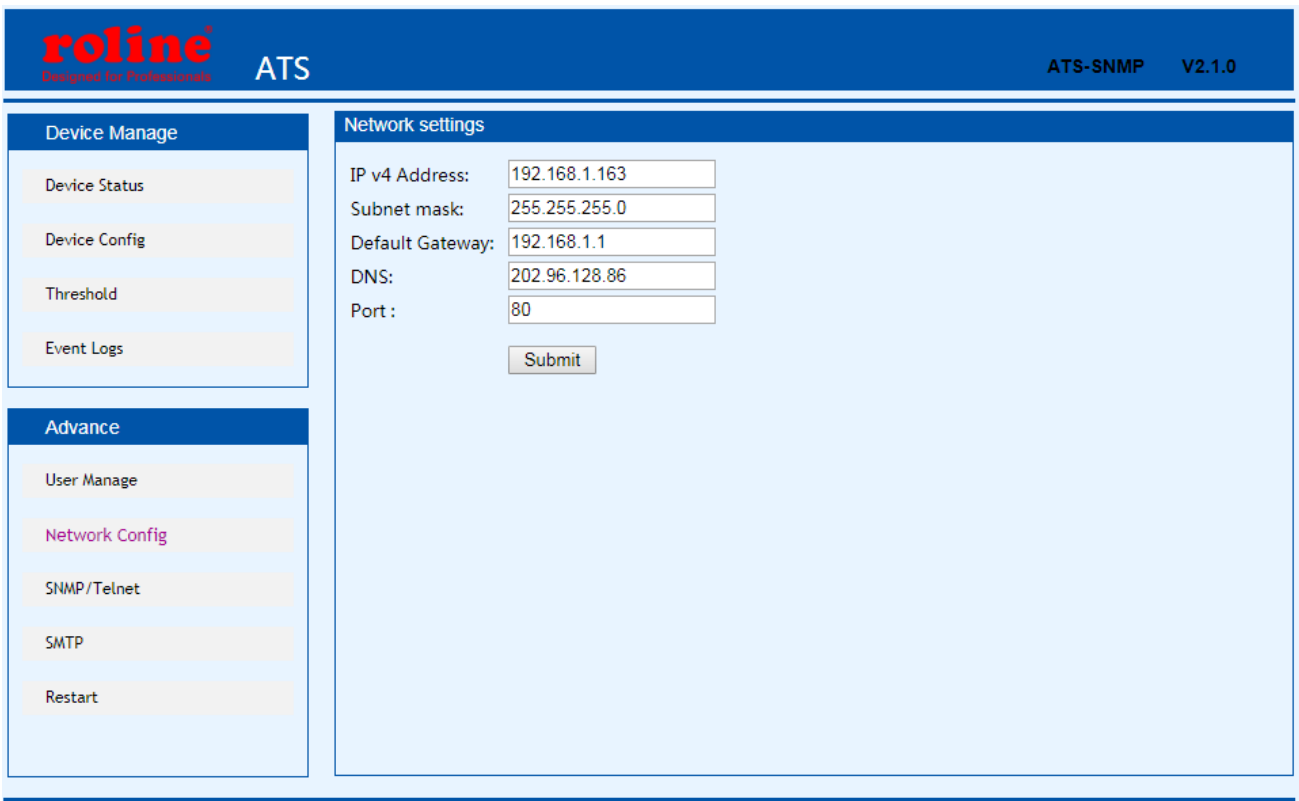 roline
Designed for Professionals
ATS
ATS-SNMP V2.1.0
Device Manage
Device Status
Device Config
Threshold
Event Logs
Advance
User Manage
Network Config
SNMP/Telnet
SMTP
Restart
Network settings
IP v4 Address: 192.168.1.163
Subnet mask: 255.255.255.0
Default Gateway: 192.168.1.1
DNS: 202.96.128.86
Port : 80
Submit